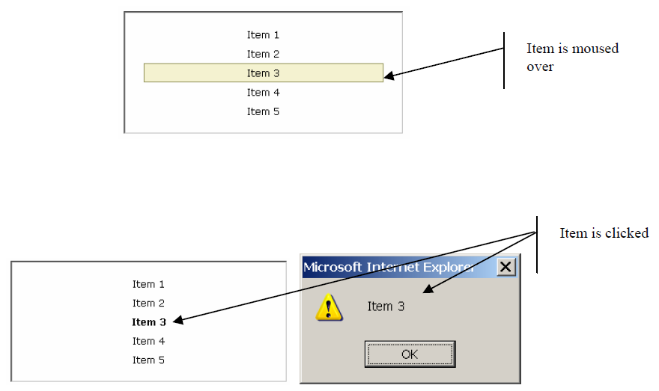 Item 1
Item 2
Item 3
Item 4
Item 5
Item is moused
over
Item is clicked
Item 1
Item 2
Item 3
Item 4
Item 5
Microsoft Internet Explorer
Item 3
OK